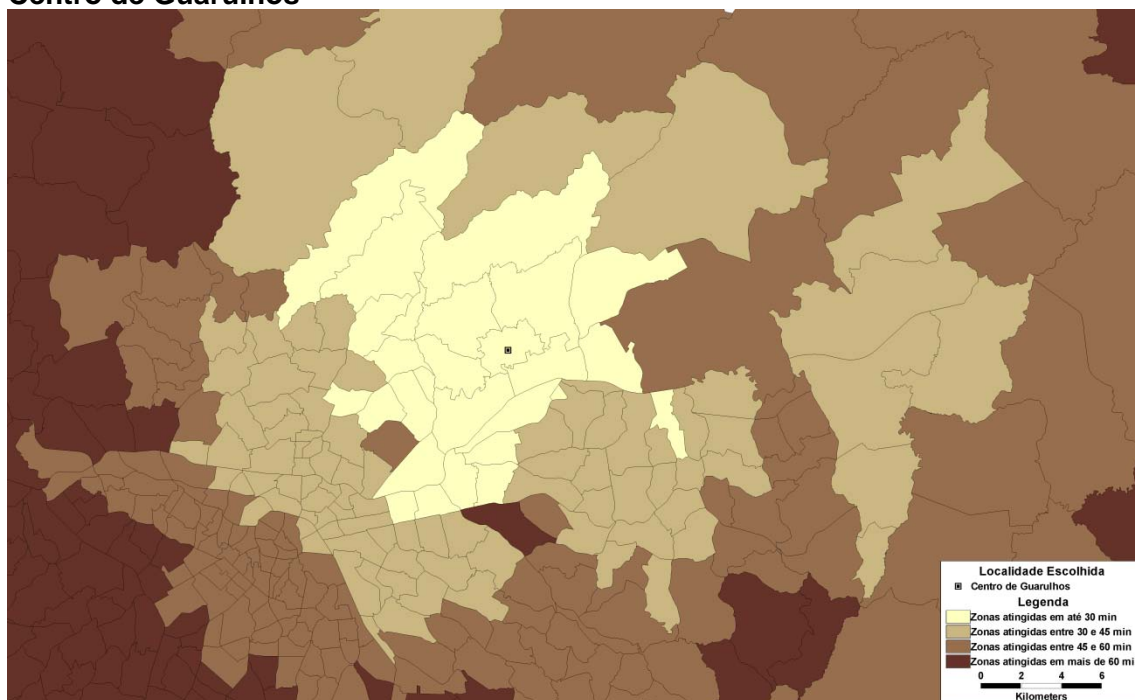 Centro de Guarulhos
Localidade Escolhida
Centro de Guarulhos
Legenda
Zonas atingidas em até 30 min
Zonas atingidas entre 30 e 45 min
Zonas atingidas entre 45 e 60 min
Zonas atingidas em mais de 60 mi
0 2 4 6
Kilometers